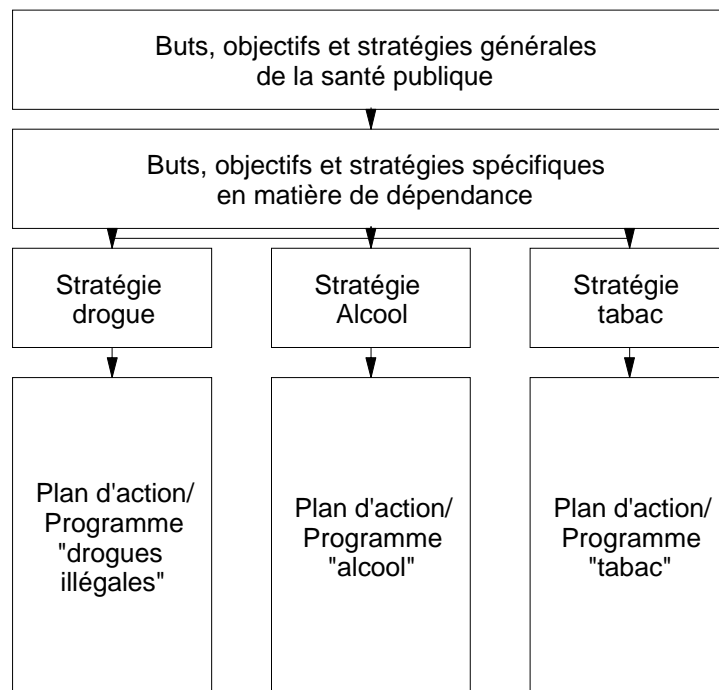 Buts, objectifs et stratégies générales
de la santé publique
Buts, objectifs et stratégies spécifiques
en matière de dépendance
Stratégie
drogue
Stratégie
Alcool
Stratégie
tabac
Plan d'action/
Programme
"drogues
illégales"
Plan d'action/
Programme
"alcool"
Plan d'action/
Programme
"tabac"